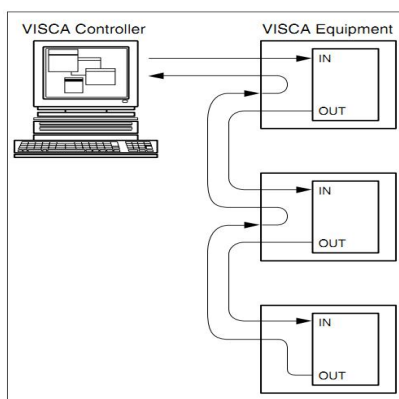 VISCA Controller
VISCA Equipment
IN
OUT
IN
OUT
IN
OUT